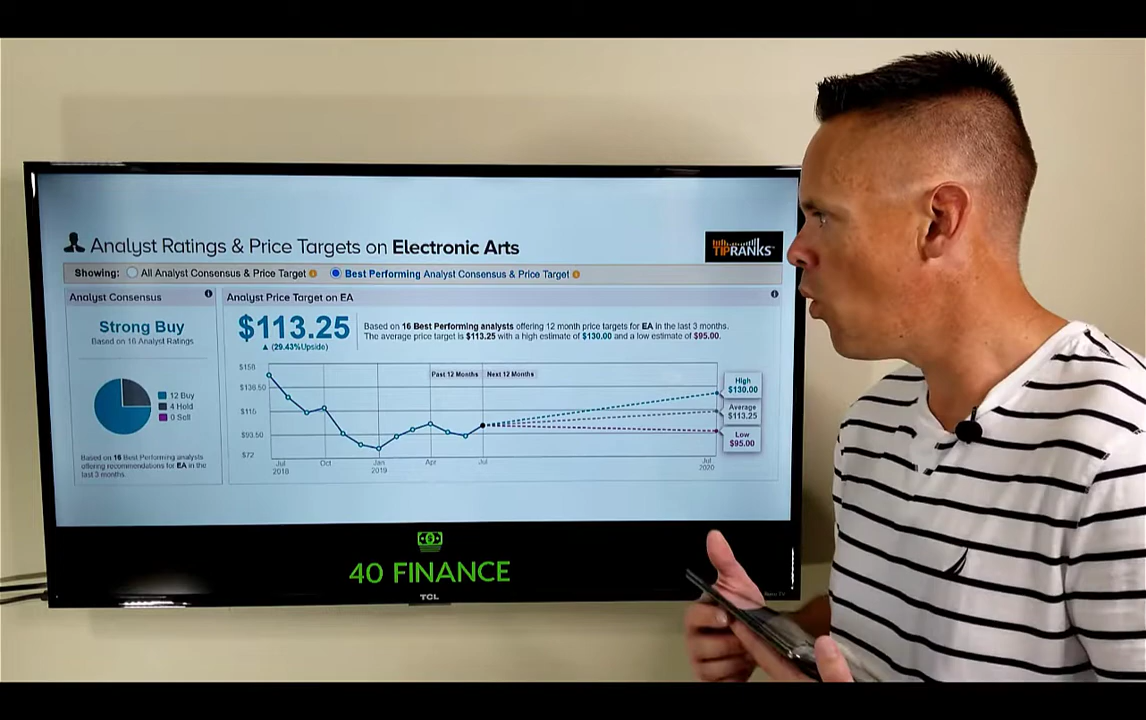 Analyst Ratings & Price Targets on Electronic Arts
TIPRANKS
Showing: All Analyst Consensus & Price Target Best Performing Analyst Consensus & Price Target
Analyst Consensus
Strong Buy
Based on 16 Analyst Ratings
12 Buy
4 Hold
0 Sell
Based on 16 Best Performing analysts
offering recommendations for EA in the
last 3 months.
Analyst Price Target on EA
$113.25
▲ (29.43%Upside)
Based on 16 Best Performing analysts offering 12 month price targets for EA in the last 3 months.
The average price target is $113.25 with a high estimate of $130.00 and a low estimate of $95.00.
$158
$136.50
$115
$93.50
$72
Past 12 Months Next 12 Months
High
$130.00
Average
$113.25
Low
$95.00
Jul Oct Jan Apr Jul Jul
2018 2019 2020
40 FINANCE
TCL
Roku TV